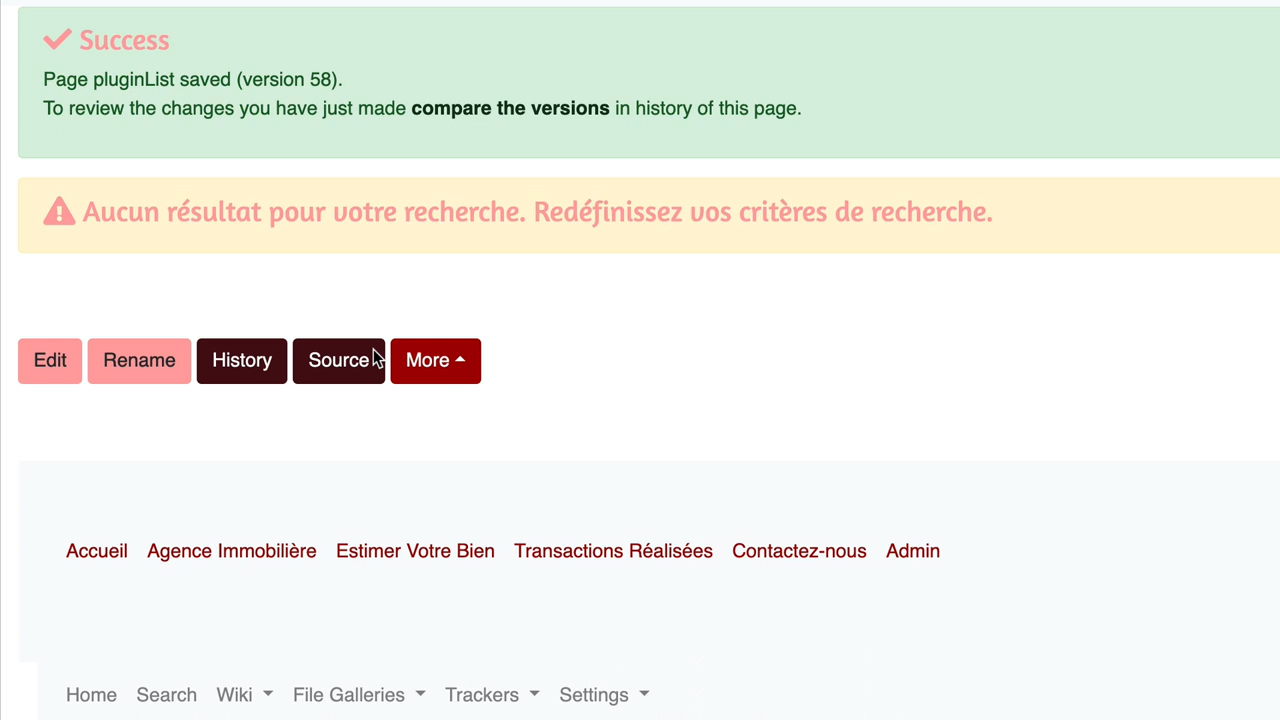 Success
Page pluginList saved (version 58).
To review the changes you have just made compare the versions in history of this page.
Aucun résultat pour votre recherche. Redéfinissez vos critères de recherche.
Edit Rename History Source More
Accueil Agence Immobilière Estimer Votre Bien Transactions Réalisées Contactez-nous Admin
Home Search Wiki File Galleries Trackers Settings